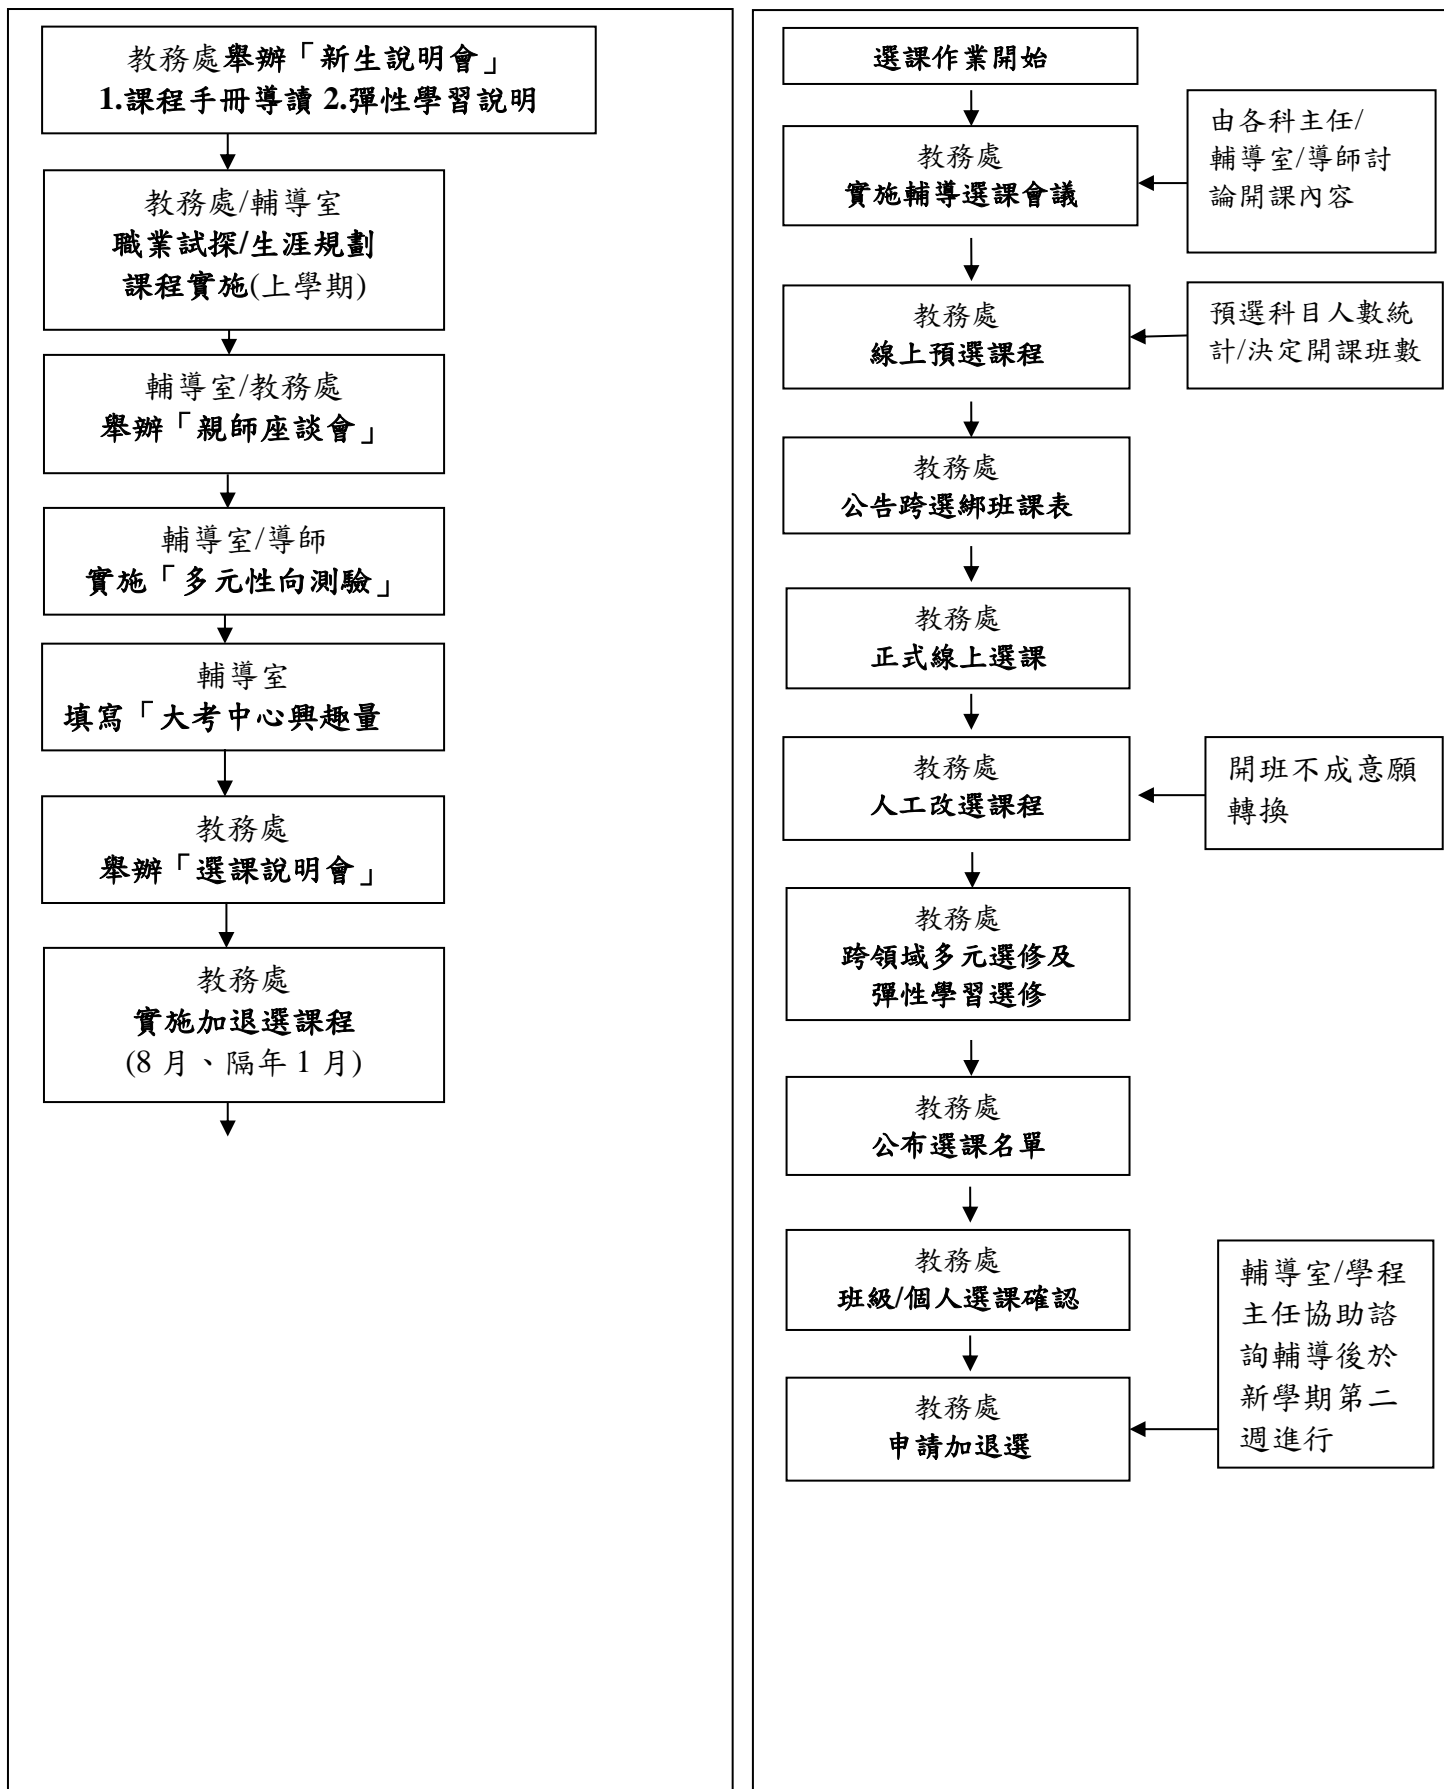 教務處舉辦「新生說明會」
1.課程手冊導讀 2.彈性學習說明
教務處/輔導室
職業試探/生涯規劃
課程實施(上學期)
輔導室/教務處
舉辦「親師座談會」
輔導室/導師
實施「多元性向測驗」
輔導室
填寫「大考中心興趣量
教務處
舉辦「選課說明會」
教務處
實施加退選課程
(8 月、隔年 1 月)
選課作業開始
教務處
實施輔導選課會議
由各科主任/
輔導室/導師討
論開課內容
教務處
線上預選課程
預選科目人數統
計/決定開課班數
教務處
公告跨選綁班課表
教務處
正式線上選課
教務處
人工改選課程
開班不成意願
轉換
教務處
跨領域多元選修及
彈性學習選修
教務處
公布選課名單
教務處
班級/個人選課確認
教務處
申請加退選
輔導室/學程
主任協助諮
詢輔導後於
新學期第二
週進行